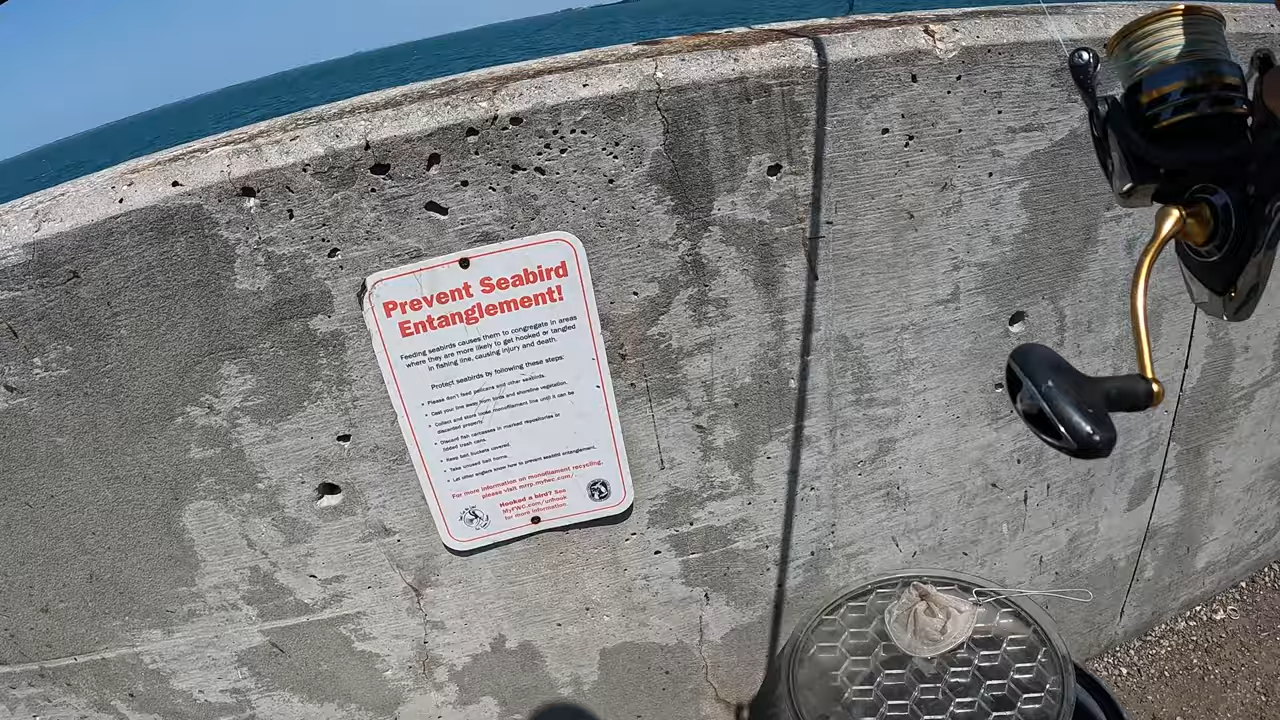 Prevent Seabird
Entanglement!
Feeding seabirds causes them to congregate in areas
where they are more likely to get hooked or tangled
in fishing line, causing injury and death.
Protect seabirds by following these steps:
• Please don't feed pelicans and other seabirds.
• Cast your line away from birds and shoreline vegetation.
• Collect and store loose monofilament line until it can be
discarded properly.
• Discard fish carcasses in marked repositories or
lidded trash cans.
• Keep bait buckets covered.
• Take unused bait home.
• Let other anglers know how to prevent seabird entanglement.
For more information on monofilament recycling,
please visit mrrp.myfwc.com/
Hooked a bird? See
MyFWC.com/unhook
for more information.